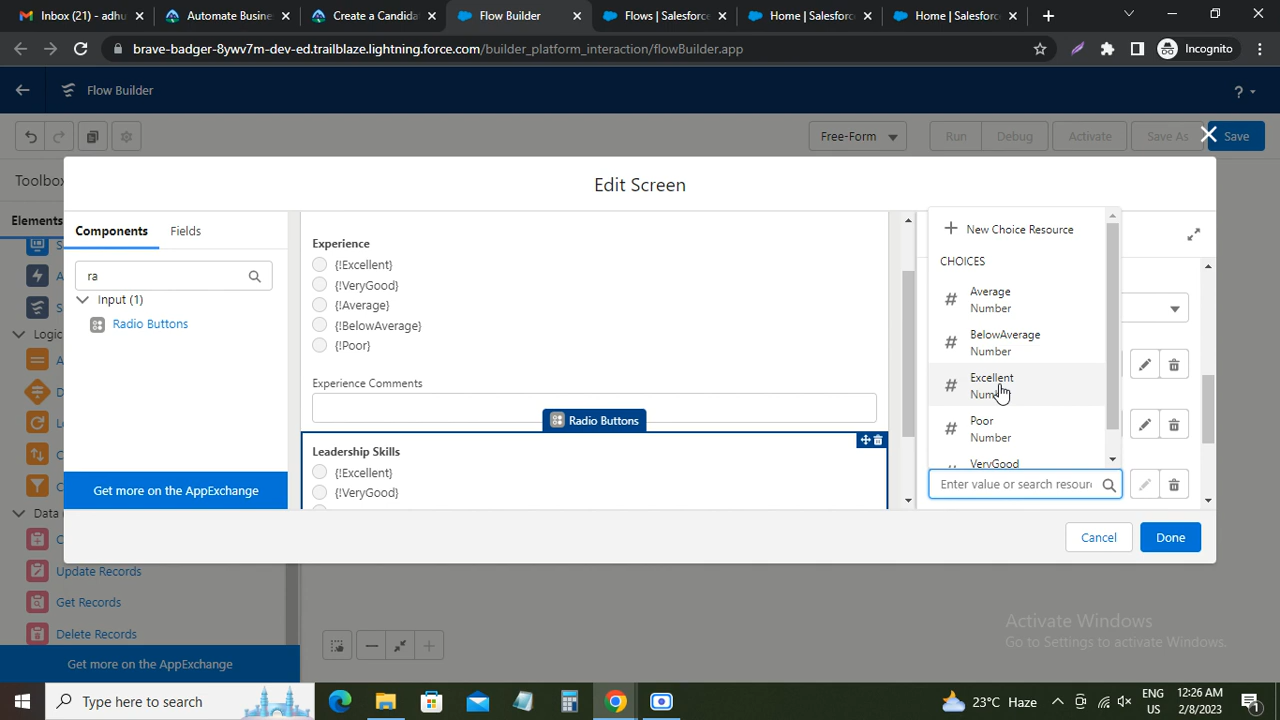 Inbox (21) - adhu
Automate Busine
Create a Candida
Flow Builder
Flows | Salesforce
Home | Salesforc
Home | Salesforc
brave-badger-8ywv7m-dev-ed.trailblaze.lightning.force.com/builder_platform_interaction/flowBuilder.app
Incognito
Flow Builder
?
Free-Form
Run
Debug
Activate
Save As
Save
Toolbox
Elements
Edit Screen
Components
Fields
ra
Input (1)
Radio Buttons
Get more on the AppExchange
Experience
{!Excellent}
{!VeryGood}
{!Average}
{!BelowAverage}
{!Poor}
Experience Comments
Radio Buttons
Leadership Skills
{!Excellent}
{!VeryGood}
New Choice Resource
CHOICES
Average
Number
BelowAverage
Number
Excellent
Number
Poor
Number
VeryGood
Enter value or search resour
Cancel
Done
Logic
Data
Update Records
Get Records
Delete Records
Get more on the AppExchange
Activate Windows
Go to Settings to activate Windows.
Type here to search
23°C Haze
ENG
US
12:26 AM
2/8/2023
1